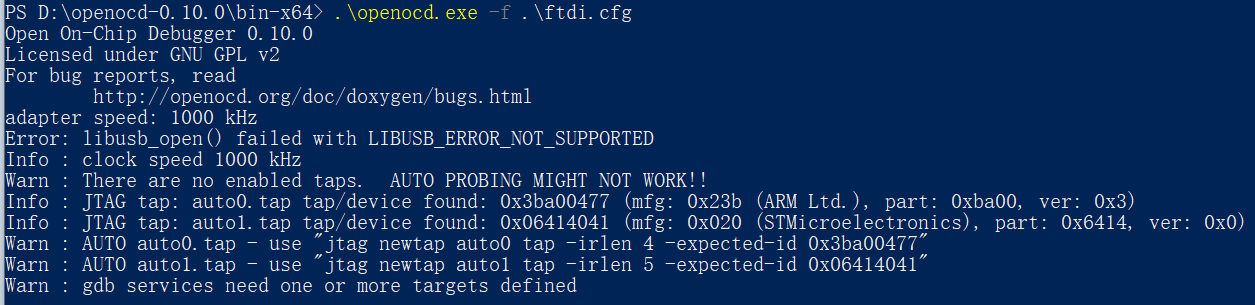 PS D:\openocd-0.10.0\bin-x64> .\openocd.exe -f .\ftdi.cfg
Open On-Chip Debugger 0.10.0
Licensed under GNU GPL v2
For bug reports, read
        http://openocd.org/doc/doxygen/bugs.html
adapter speed: 1000 kHz
Error: libusb_open() failed with LIBUSB_ERROR_NOT_SUPPORTED
Info : clock speed 1000 kHz
Warn : There are no enabled taps.  AUTO PROBING MIGHT NOT WORK!!
Info : JTAG tap: auto0.tap tap/device found: 0x3ba00477 (mfg: 0x23b (ARM Ltd.), part: 0xba00, ver: 0x3)
Info : JTAG tap: auto1.tap tap/device found: 0x06414041 (mfg: 0x020 (STMicroelectronics), part: 0x6414, ver: 0x0)
Warn : AUTO auto0.tap - use "jtag newtap auto0 tap -irlen 4 -expected-id 0x3ba00477"
Warn : AUTO auto1.tap - use "jtag newtap auto1 tap -irlen 5 -expected-id 0x06414041"
Warn : gdb services need one or more targets defined